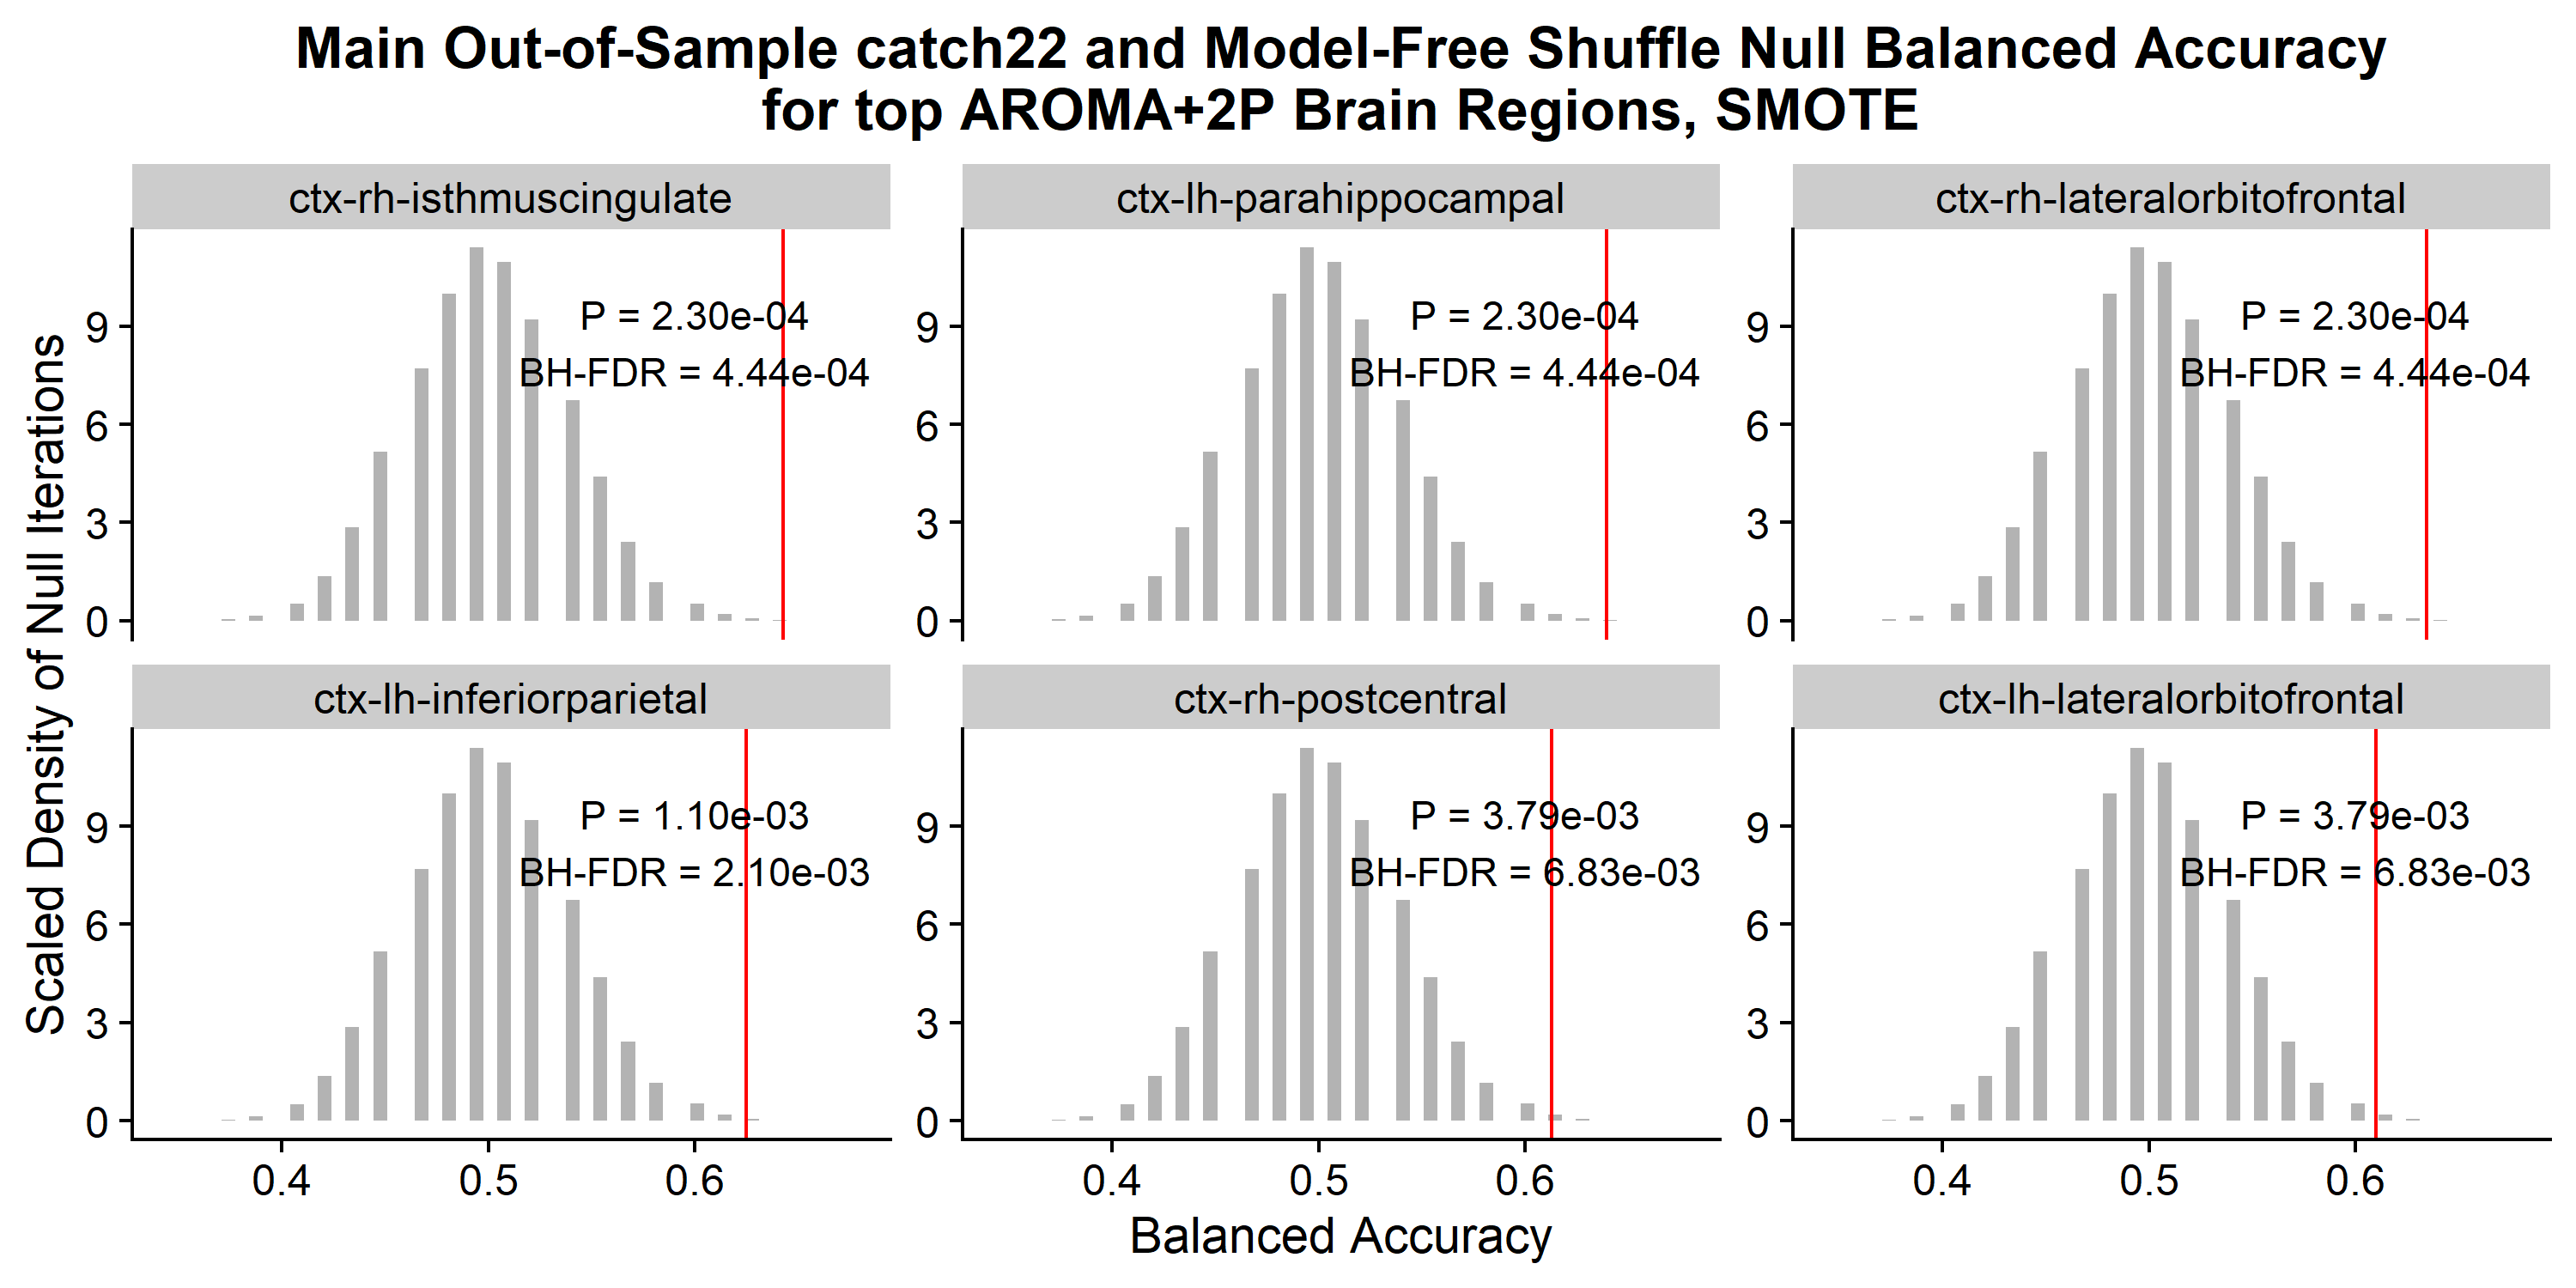 Main Out-of-Sample catch22 and Model-Free Shuffle Null Balanced Accuracy
for top AROMA+2P Brain Regions, SMOTE
Scaled Density of Null Iterations
ctx-rh-isthmuscingulate
P = 2.30e-04
BH-FDR = 4.44e-04
9
6
3
0
ctx-lh-parahippocampal
P = 2.30e-04
BH-FDR = 4.44e-04
9
6
3
0
ctx-rh-lateralorbitofrontal
P = 2.30e-04
BH-FDR = 4.44e-04
9
6
3
0
ctx-lh-inferiorparietal
P = 1.10e-03
BH-FDR = 2.10e-03
9
6
3
0
0.4 0.5 0.6
ctx-rh-postcentral
P = 3.79e-03
BH-FDR = 6.83e-03
9
6
3
0
0.4 0.5 0.6
ctx-lh-lateralorbitofrontal
P = 3.79e-03
BH-FDR = 6.83e-03
9
6
3
0
0.4 0.5 0.6
Balanced Accuracy